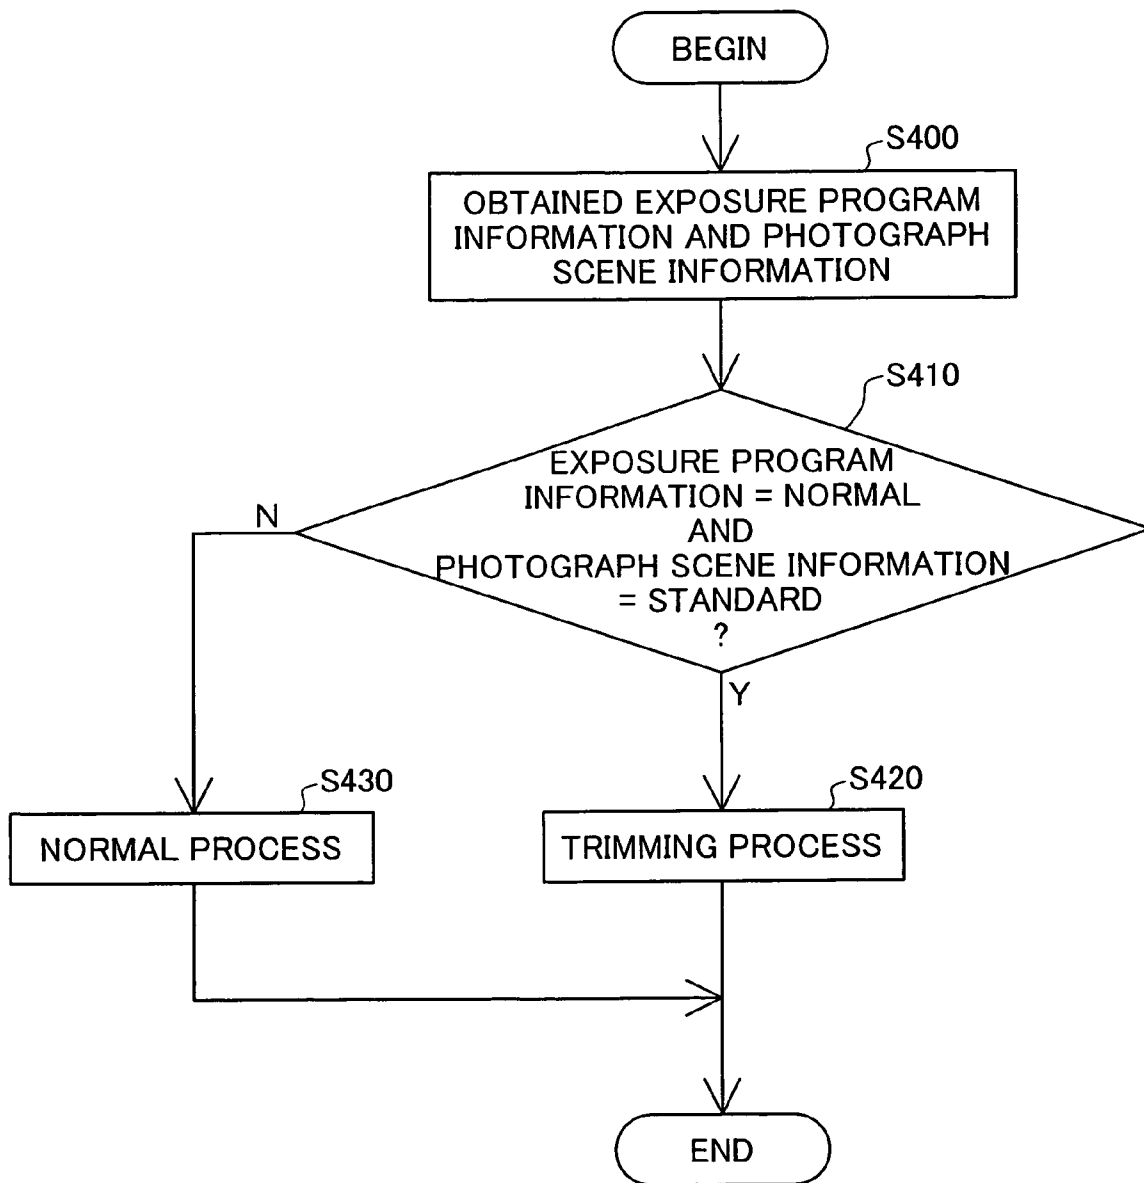 BEGIN
S400
OBTAINED EXPOSURE PROGRAM
INFORMATION AND PHOTOGRAPH
SCENE INFORMATION
S410
EXPOSURE PROGRAM
INFORMATION = NORMAL
AND
PHOTOGRAPH SCENE INFORMATION
= STANDARD
?
N
Y
S430
NORMAL PROCESS
S420
TRIMMING PROCESS
END